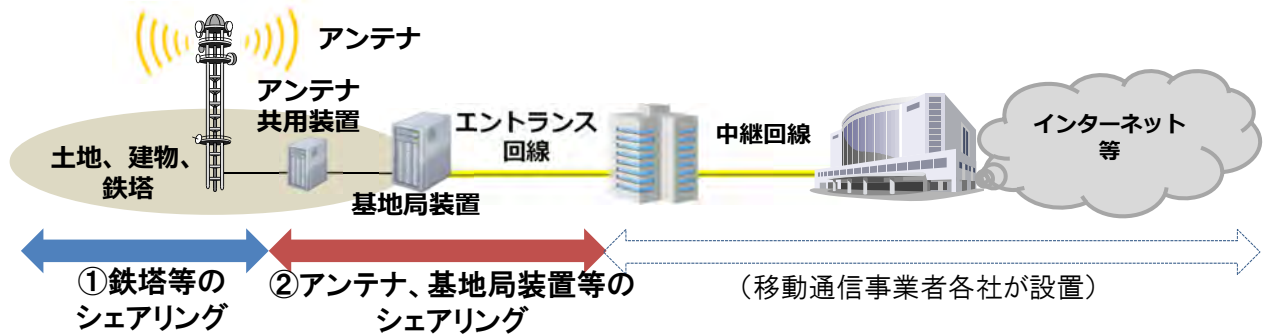 アンテナ
アンテナ
共用装置
土地、建物、
鉄塔
基地局装置
エントランス
回線
中継回線
インターネット
等
①鉄塔等の
シェアリング
②アンテナ、基地局装置等の
シェアリング
（移動通信事業者各社が設置）